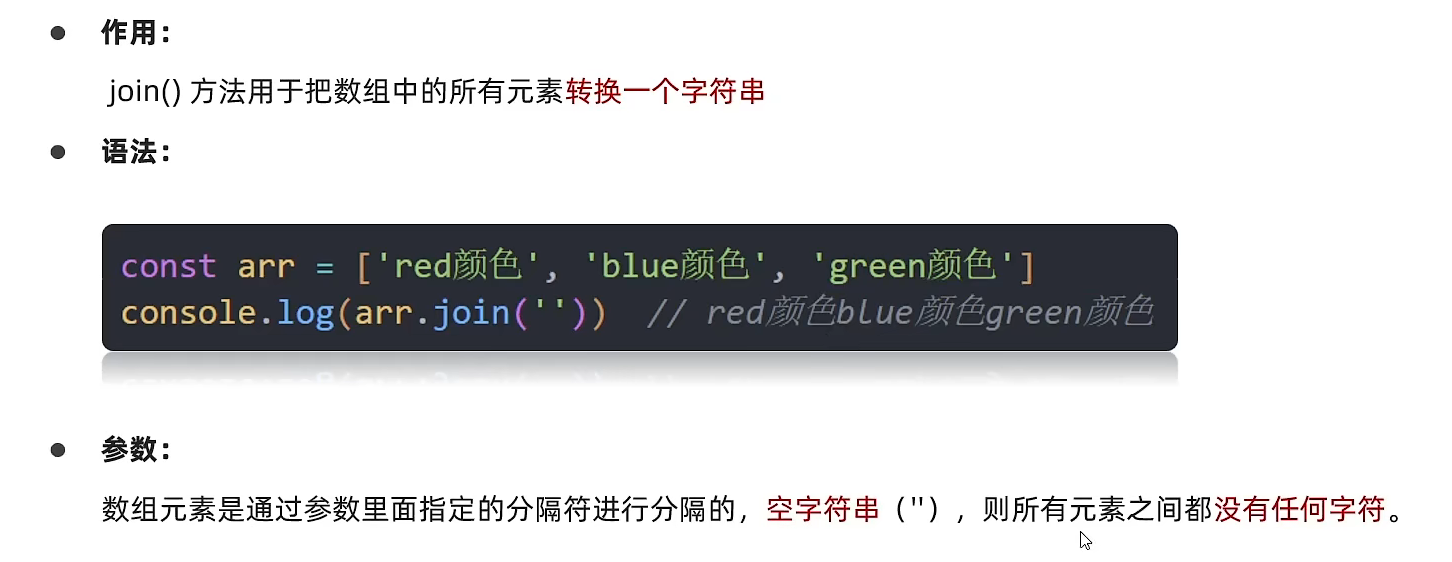 作用：
join() 方法用于把数组中的所有元素转换一个字符串
语法：
const arr = ['red颜色', 'blue颜色', 'green颜色']
console.log(arr.join(''))  // red颜色blue颜色green颜色
参数：
数组元素是通过参数里面指定的分隔符进行分隔的，空字符串（''），则所有元素之间都没有任何字符。